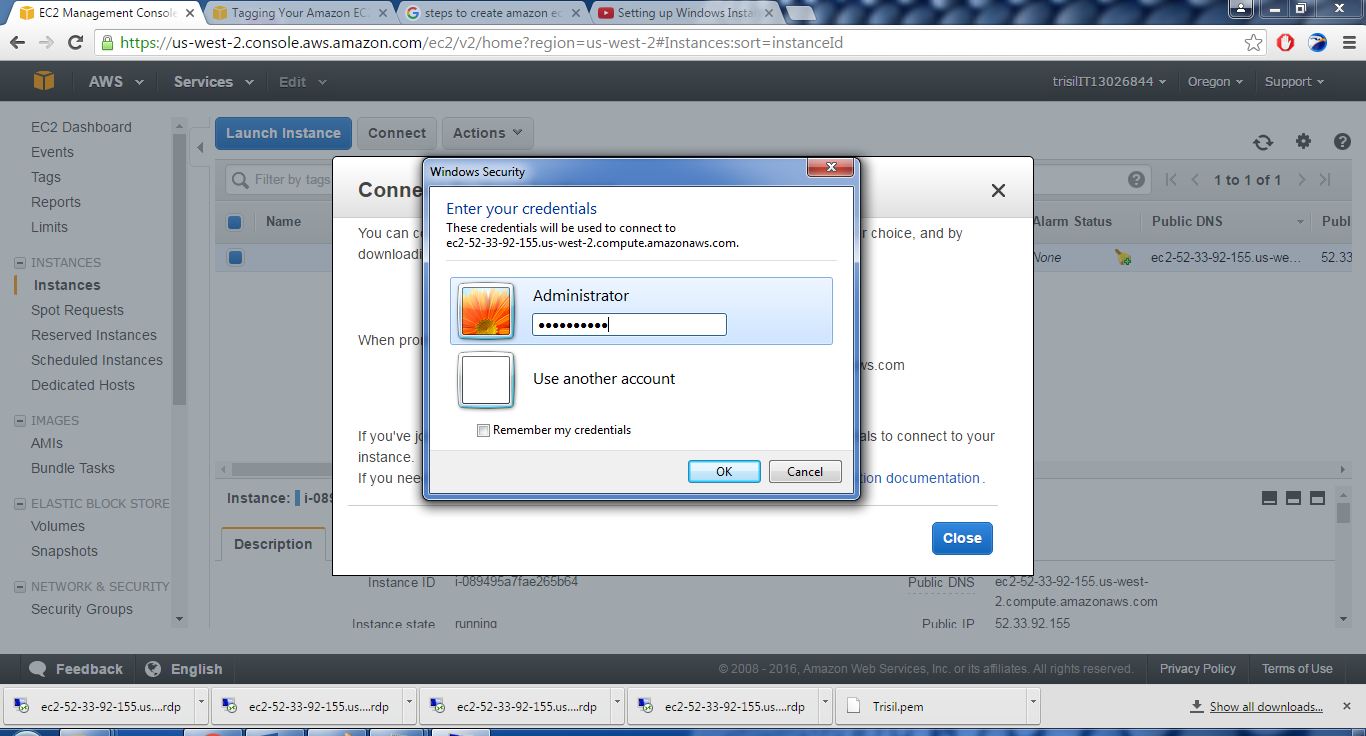 EC2 Management Console
Tagging Your Amazon EC
steps to create amazon ec
Setting up Windows Insta
https://us-west-2.console.aws.amazon.com/ec2/v2/home?region=us-west-2#Instances:sort=instanceId
AWS Services Edit trisilIT13026844 Oregon Support
EC2 Dashboard
Events
Tags
Reports
Limits
INSTANCES
Instances
Spot Requests
Reserved Instances
Scheduled Instances
Dedicated Hosts
IMAGES
AMIs
Bundle Tasks
ELASTIC BLOCK STORE
Volumes
Snapshots
NETWORK & SECURITY
Security Groups
Launch Instance Connect Actions
Filter by tags
1 to 1 of 1
Name Alarm Status Public DNS Publ
None ec2-52-33-92-155.us-we... 52.33
Conne
You can c r choice, and by
downloadi
When pro
ws.com
If you've jo als to connect to your
instance.
If you nee ion documentation.
Close
Windows Security
Enter your credentials
These credentials will be used to connect to
ec2-52-33-92-155.us-west-2.compute.amazonaws.com.
Administrator
••••••••••
Use another account
Remember my credentials
OK Cancel
Instance: i-089
Description
Instance ID i-089495a7fae265b64 Public DNS ec2-52-33-92-155.us-west-
2.compute.amazonaws.com
Instance state running Public IP 52.33.92.155
Feedback English © 2008 - 2016, Amazon Web Services, Inc. or its affiliates. All rights reserved. Privacy Policy Terms of Use
ec2-52-33-92-155.us....rdp ec2-52-33-92-155.us....rdp ec2-52-33-92-155.us....rdp ec2-52-33-92-155.us....rdp Trisil.pem Show all downloads...